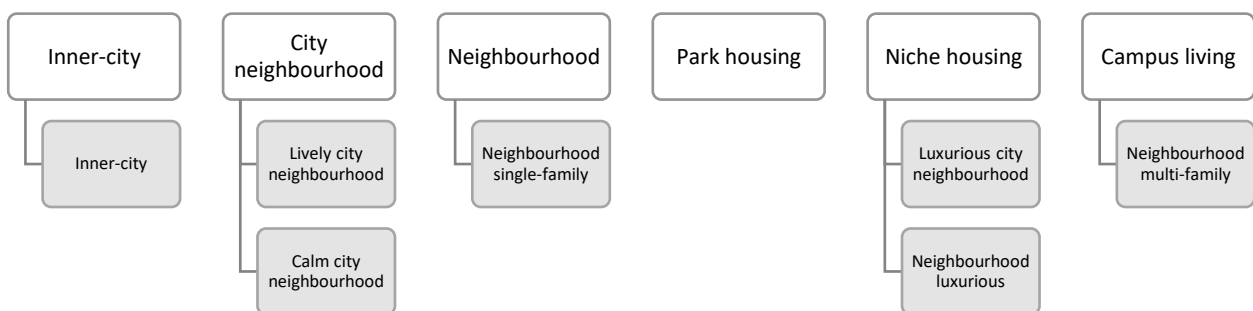 Inner-city
City
neighbourhood
Neighbourhood
Park housing
Niche housing
Campus living
Inner-city
Lively city
neighbourhood
Calm city
neighbourhood
Neighbourhood
single-family
Luxurious city
neighbourhood
Neighbourhood
luxurious
Neighbourhood
multi-family